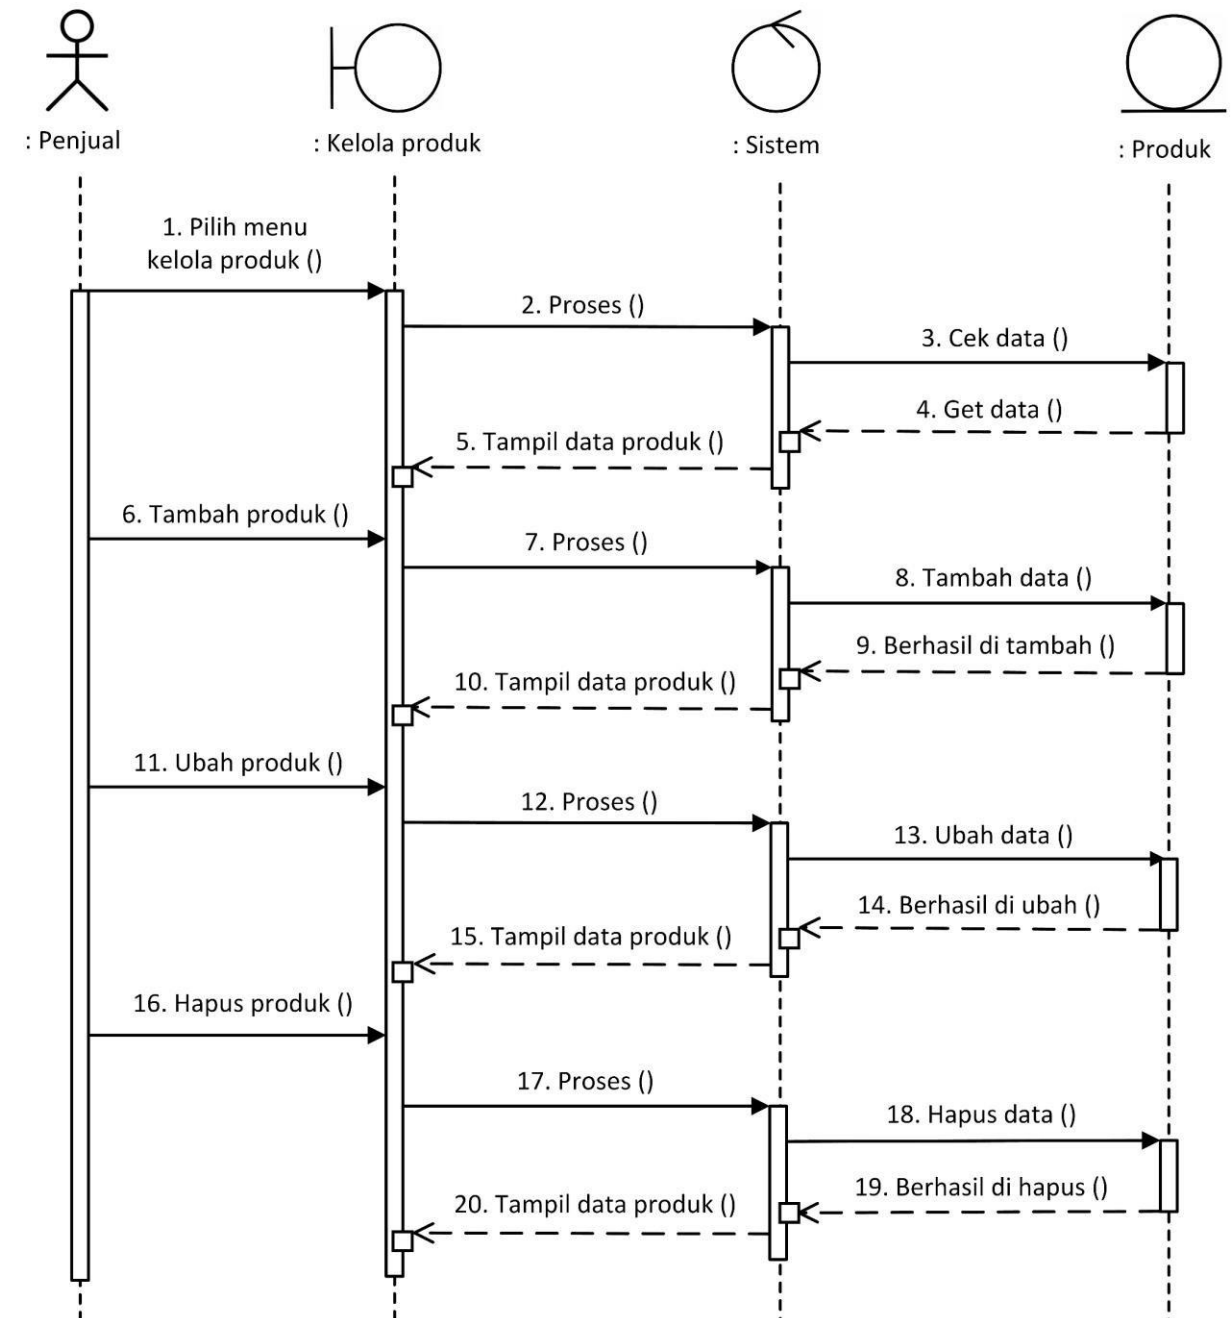 : Penjual
: Kelola produk
: Sistem
: Produk
1. Pilih menu
kelola produk ()
2. Proses ()
3. Cek data ()
4. Get data ()
5. Tampil data produk ()
6. Tambah produk ()
7. Proses ()
8. Tambah data ()
9. Berhasil di tambah ()
10. Tampil data produk ()
11. Ubah produk ()
12. Proses ()
13. Ubah data ()
14. Berhasil di ubah ()
15. Tampil data produk ()
16. Hapus produk ()
17. Proses ()
18. Hapus data ()
19. Berhasil di hapus ()
20. Tampil data produk ()